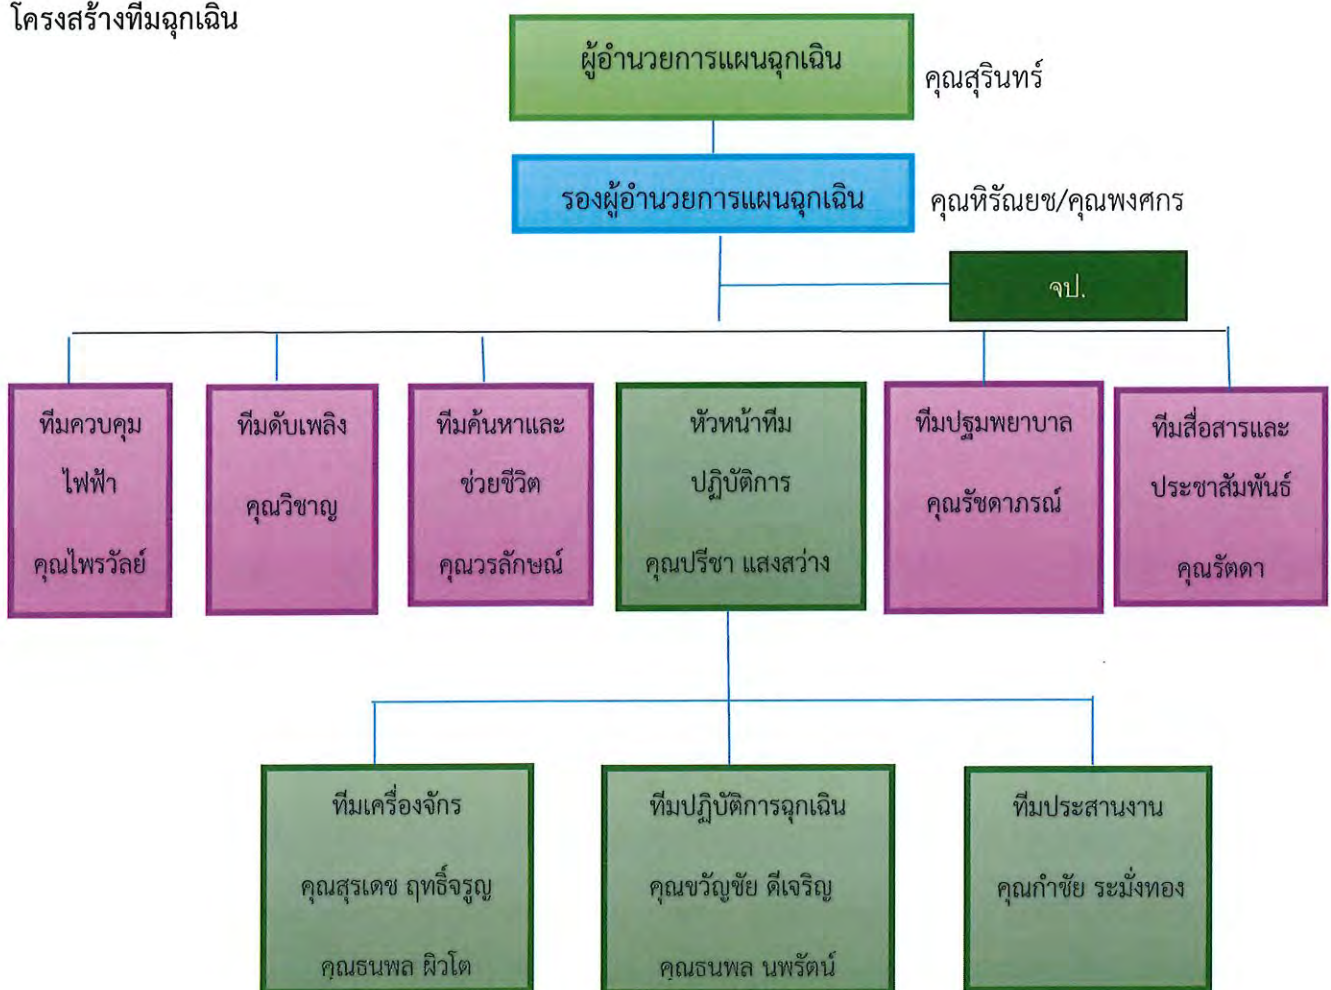 โครงสร้างทีมฉุกเฉิน
ผู้อำนวยการแผนฉุกเฉิน
คุณสุรินทร์
รองผู้อำนวยการแผนฉุกเฉิน
คุณหิรัณยช/คุณพงศกร
จป.
ทีมควบคุม
ไฟฟ้า
คุณไพรวัลย์
ทีมดับเพลิง
คุณวิชาญ
ทีมค้นหาและ
ช่วยชีวิต
คุณวรลักษณ์
หัวหน้าทีม
ปฏิบัติการ
คุณปรีชา แสงสว่าง
ทีมปฐมพยาบาล
คุณรัชดาภรณ์
ทีมสื่อสารและ
ประชาสัมพันธ์
คุณรัตดา
ทีมเครื่องจักร
คุณสุรเดช ฤทธิ์จรูญ
คุณธนพล ผิวโต
ทีมปฏิบัติการฉุกเฉิน
คุณขวัญชัย ดีเจริญ
คุณธนพล นพรัตน์
ทีมประสานงาน
คุณกำชัย ระมั่งทอง